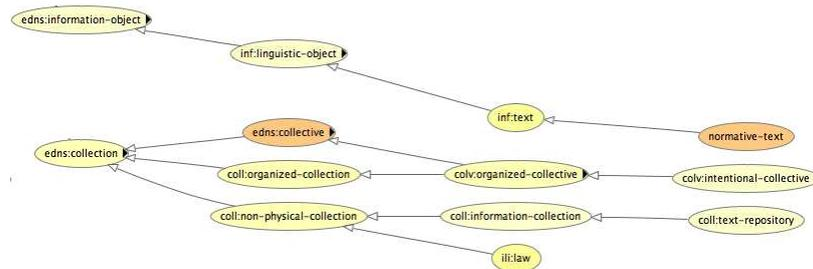 edns:information-object
inf:linguistic-object
inf:text
normative-text
edns:collective
edns:collection
coll:organized-collection
colv:organized-collective
colv:intentional-collective
coll:non-physical-collection
coll:information-collection
coll:text-repository
ili:law